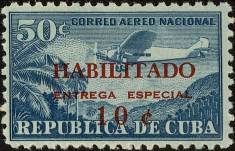 50¢ CORREO AEREO NACIONAL
HABILITADO
ENTREGA ESPECIAL
10 ¢
REPUBLICA DE CUBA